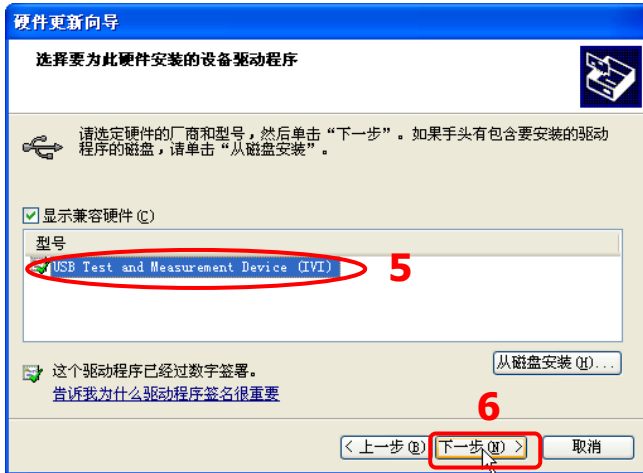 硬件更新向导
选择要为此硬件安装的设备驱动程序
请选定硬件的厂商和型号，然后单击“下一步”。如果手头有包含要安装的驱动
程序的磁盘，请单击“从磁盘安装”。
显示兼容硬件(C)
型号
USB Test and Measurement Device (IVI)
5
这个驱动程序已经过数字签署。
从磁盘安装(H)...
告诉我为什么驱动程序签名很重要
6
< 上一步(B)
下一步(N) >
取消